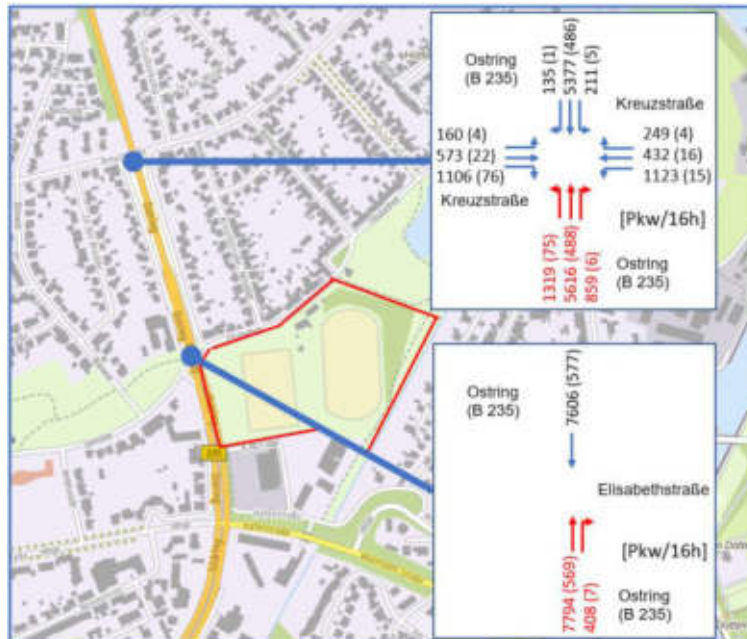 Ostring
(B 235)
135 (1)
5377 (486)
211 (5)
Kreuzstraße
160 (4)
573 (22)
1106 (76)
Kreuzstraße
249 (4)
432 (16)
1123 (15)
[Pkw/16h]
1319 (75)
5616 (488)
859 (6)
Ostring
(B 235)
Ostring
(B 235)
7606 (577)
Elisabethstraße
[Pkw/16h]
7794 (569)
408 (7)
Ostring
(B 235)